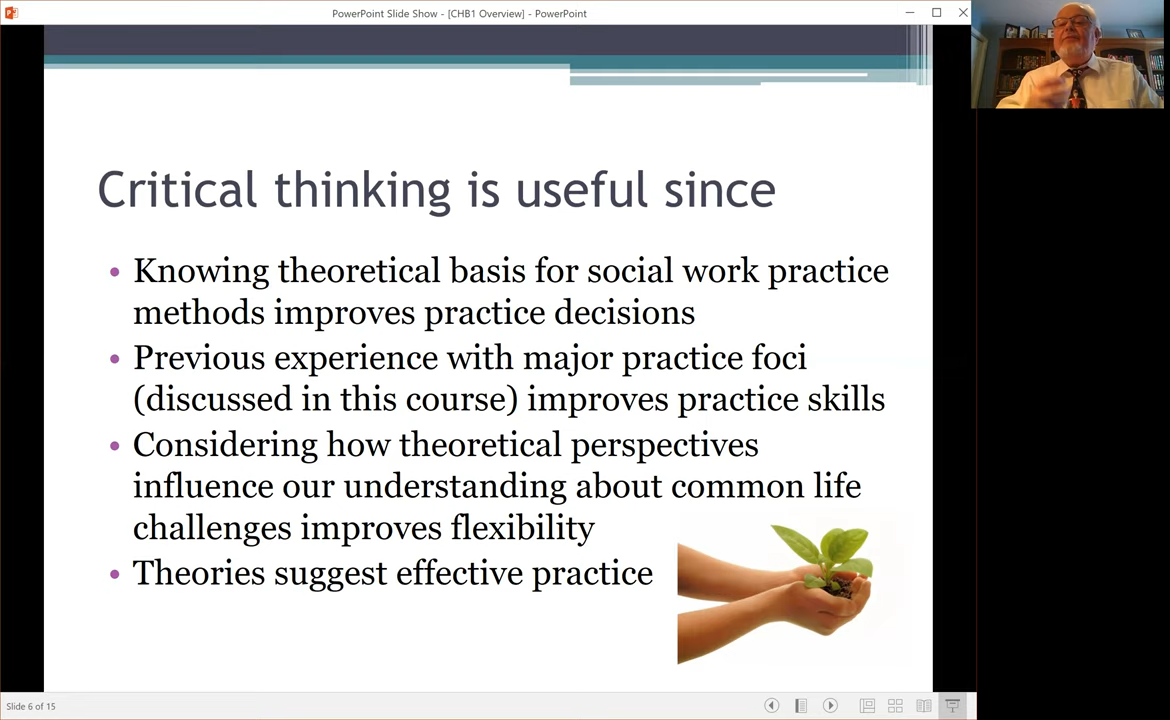 PowerPoint Slide Show - [CHB1 Overview] - PowerPoint
Critical thinking is useful since
• Knowing theoretical basis for social work practice
methods improves practice decisions
• Previous experience with major practice foci
(discussed in this course) improves practice skills
• Considering how theoretical perspectives
influence our understanding about common life
challenges improves flexibility
• Theories suggest effective practice
Slide 6 of 15